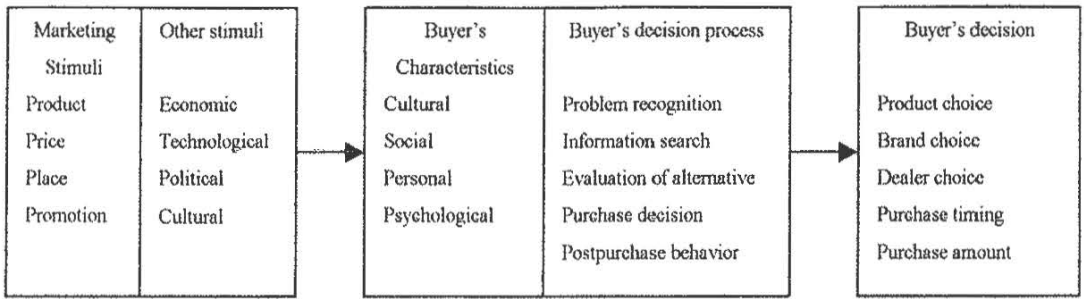 Marketing
Stimuli
Product
Price
Place
Promotion
Other stimuli
Economic
Technological
Political
Cultural
Buyer's
Characteristics
Cultural
Social
Personal
Psychological
Buyer's decision process
Problem recognition
Information search
Evaluation of alternative
Purchase decision
Postpurchase behavior
Buyer's decision
Product choice
Brand choice
Dealer choice
Purchase timing
Purchase amount